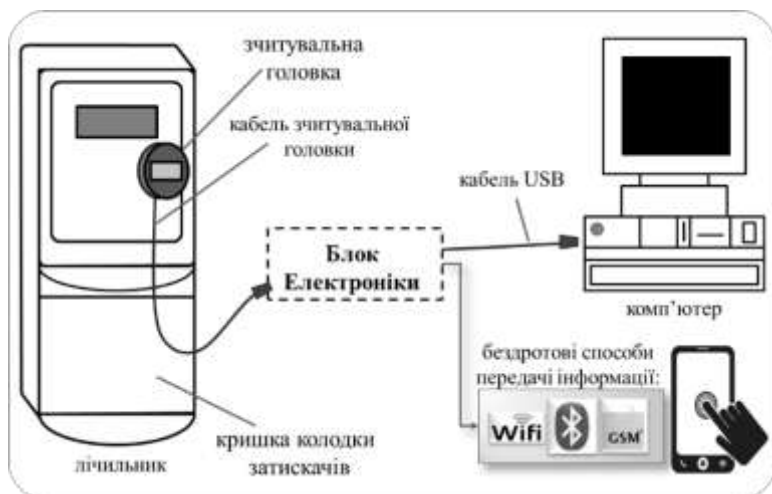 зчитувальна
головка
кабель зчитувальної
головки
кабель USB
Блок
Електроніки
комп’ютер
бездротові способи
передачі інформації:
Wifi
GSM
кришка колодки
затискачів
лічильник